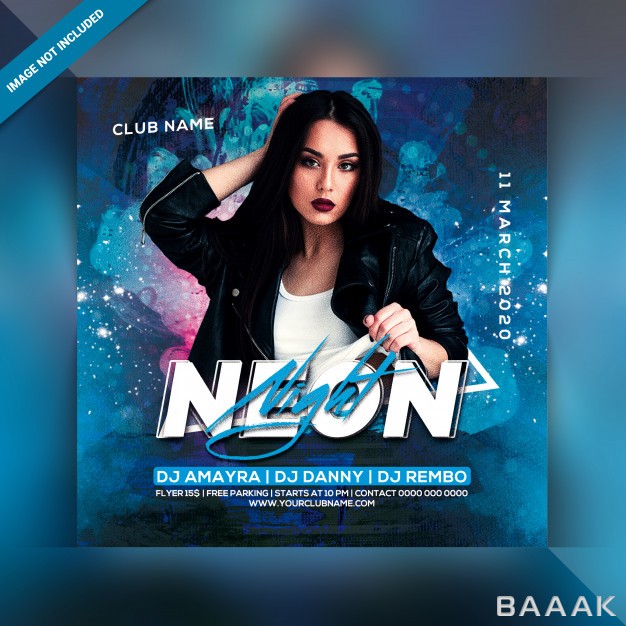 IMAGE NOT INCLUDED
CLUB NAME
11 MARCH 2020
NEON
Night
DJ AMAYRA | DJ DANNY | DJ REMBO
FLYER 15$ | FREE PARKING | STARTS AT 10 PM | CONTACT 0000 000 0000
WWW.YOURCLUBNAME.COM
BAAAK